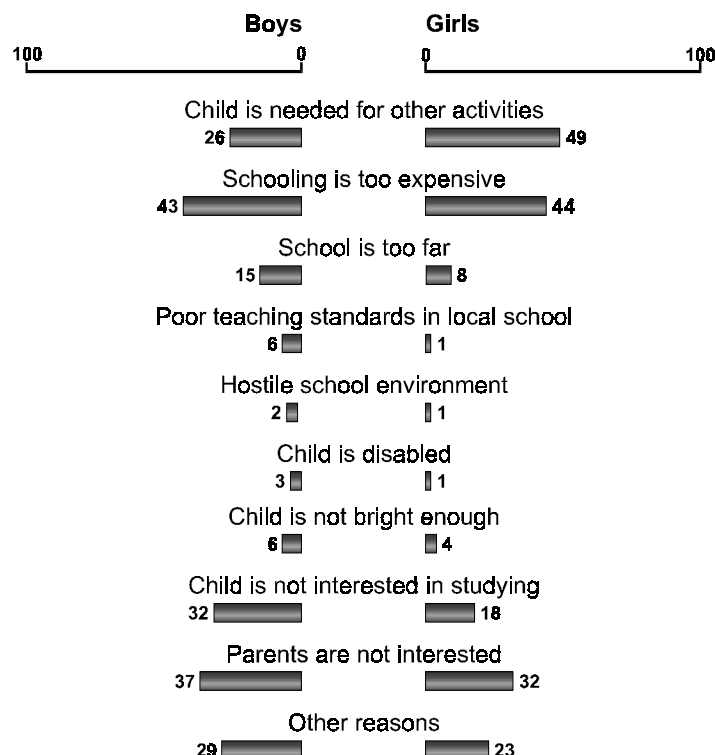 Boys Girls
100 0 0 100
Child is needed for other activities
26 49
Schooling is too expensive
43 44
School is too far
15 8
Poor teaching standards in local school
6 1
Hostile school environment
2 1
Child is disabled
3 1
Child is not bright enough
6 4
Child is not interested in studying
32 18
Parents are not interested
37 32
Other reasons
29 23